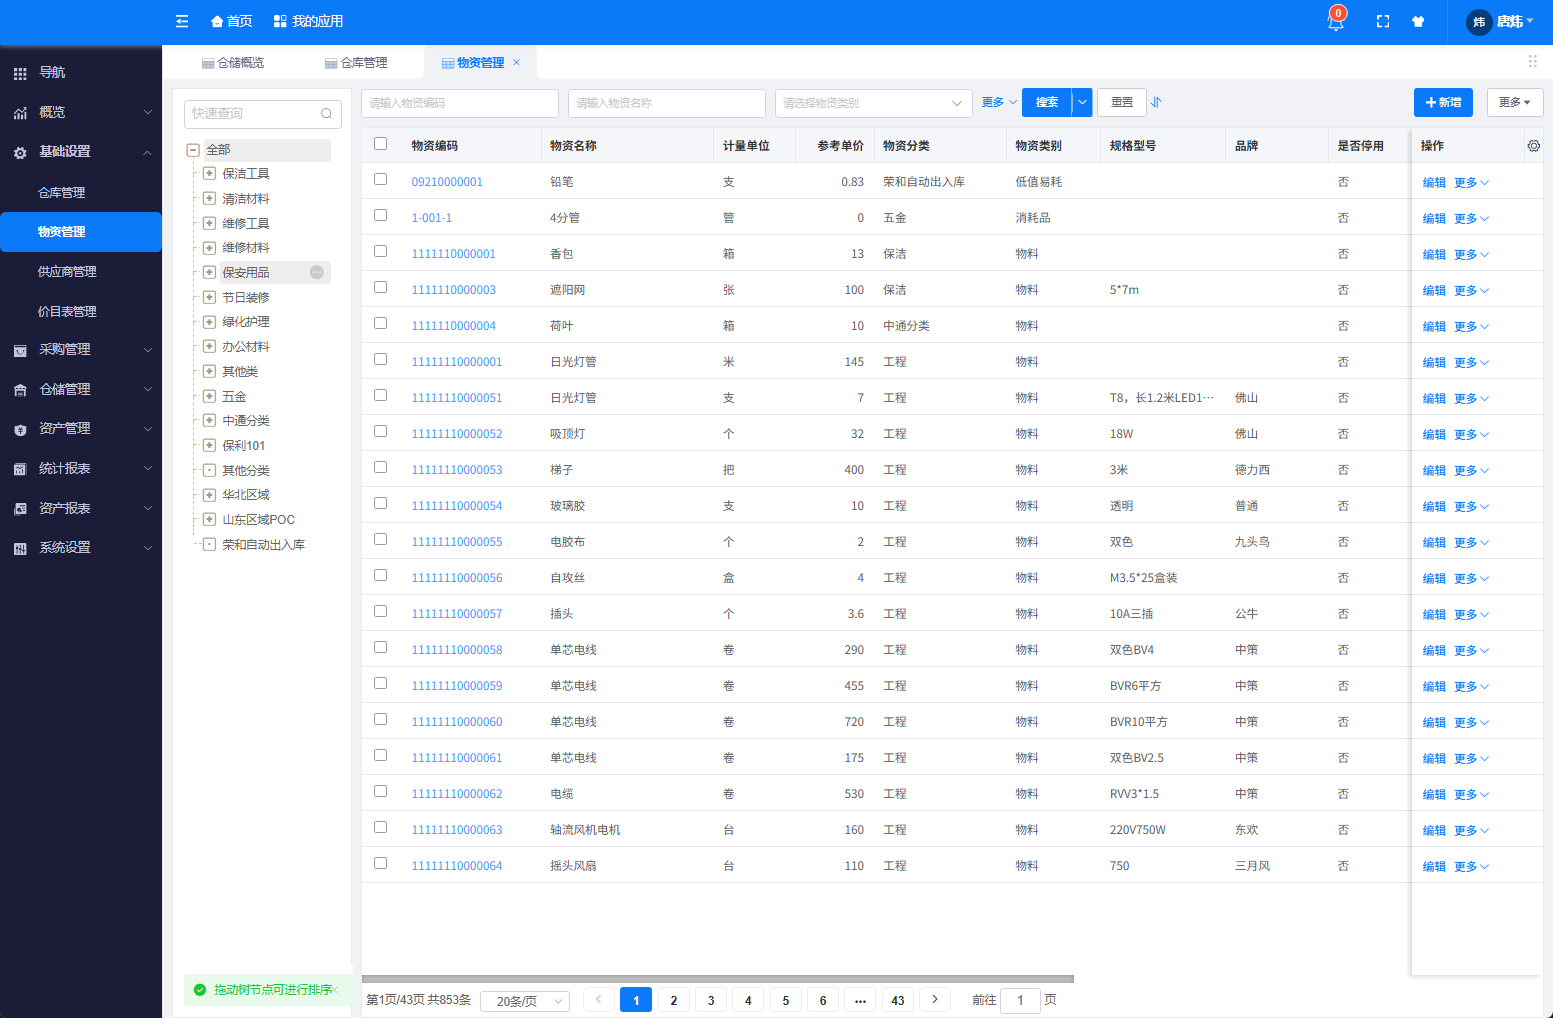 首页 我的应用 0 炜 唐炜
仓储概览 仓库管理 物资管理 ×
导航
概览
基础设置
仓库管理
物资管理
供应商管理
价目表管理
采购管理
仓储管理
资产管理
统计报表
资产报表
系统设置
快速查询
全部
保洁工具
清洁材料
维修工具
维修材料
保安用品
节日装修
绿化护理
办公材料
其他类
五金
中通分类
保利101
其他分类
华北区域
山东区域POC
荣和自动出入库
拖动树节点可进行排序
请输入物资编码 请输入物资名称 请选择物资类别 更多 搜索 重置 +新增 更多
物资编码 物资名称 计量单位 参考单价 物资分类 物资类别 规格型号 品牌 是否停用 操作
09210000001 铅笔 支 0.83 荣和自动出入库 低值易耗 否 编辑 更多
1-001-1 4分管 管 0 五金 消耗品 否 编辑 更多
1111110000001 香包 箱 13 保洁 物料 否 编辑 更多
1111110000003 遮阳网 张 100 保洁 物料 5*7m 否 编辑 更多
1111110000004 荷叶 箱 10 中通分类 物料 否 编辑 更多
11111110000001 日光灯管 米 145 工程 物料 否 编辑 更多
11111110000051 日光灯管 支 7 工程 物料 T8，长1.2米LED1··· 佛山 否 编辑 更多
11111110000052 吸顶灯 个 32 工程 物料 18W 佛山 否 编辑 更多
11111110000053 梯子 把 400 工程 物料 3米 德力西 否 编辑 更多
11111110000054 玻璃胶 支 10 工程 物料 透明 普通 否 编辑 更多
11111110000055 电胶布 个 2 工程 物料 双色 九头鸟 否 编辑 更多
11111110000056 自攻丝 盒 4 工程 物料 M3.5*25盒装 否 编辑 更多
11111110000057 插头 个 3.6 工程 物料 10A三插 公牛 否 编辑 更多
11111110000058 单芯电线 卷 290 工程 物料 双色BV4 中策 否 编辑 更多
11111110000059 单芯电线 卷 455 工程 物料 BVR6平方 中策 否 编辑 更多
11111110000060 单芯电线 卷 720 工程 物料 BVR10平方 中策 否 编辑 更多
11111110000061 单芯电线 卷 175 工程 物料 双色BV2.5 中策 否 编辑 更多
11111110000062 电缆 卷 530 工程 物料 RVV3*1.5 中策 否 编辑 更多
11111110000063 轴流风机电机 台 160 工程 物料 220V750W 东欢 否 编辑 更多
11111110000064 摇头风扇 台 110 工程 物料 750 三月风 否 编辑 更多
第1页/43页 共853条 20条/页 1 2 3 4 5 6 ··· 43 前往 1 页